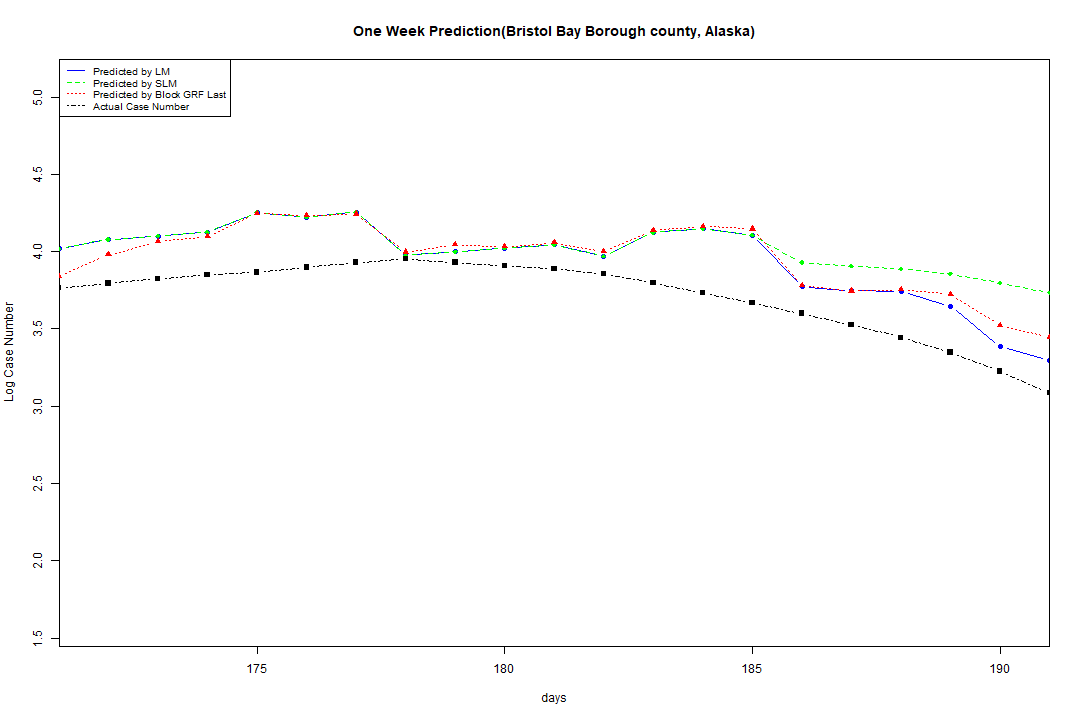 One Week Prediction(Bristol Bay Borough county, Alaska)
Predicted by LM
Predicted by SLM
Predicted by Block GRF Last
Actual Case Number
Log Case Number
5.0
4.5
4.0
3.5
3.0
2.5
2.0
1.5
175 180 185 190
days